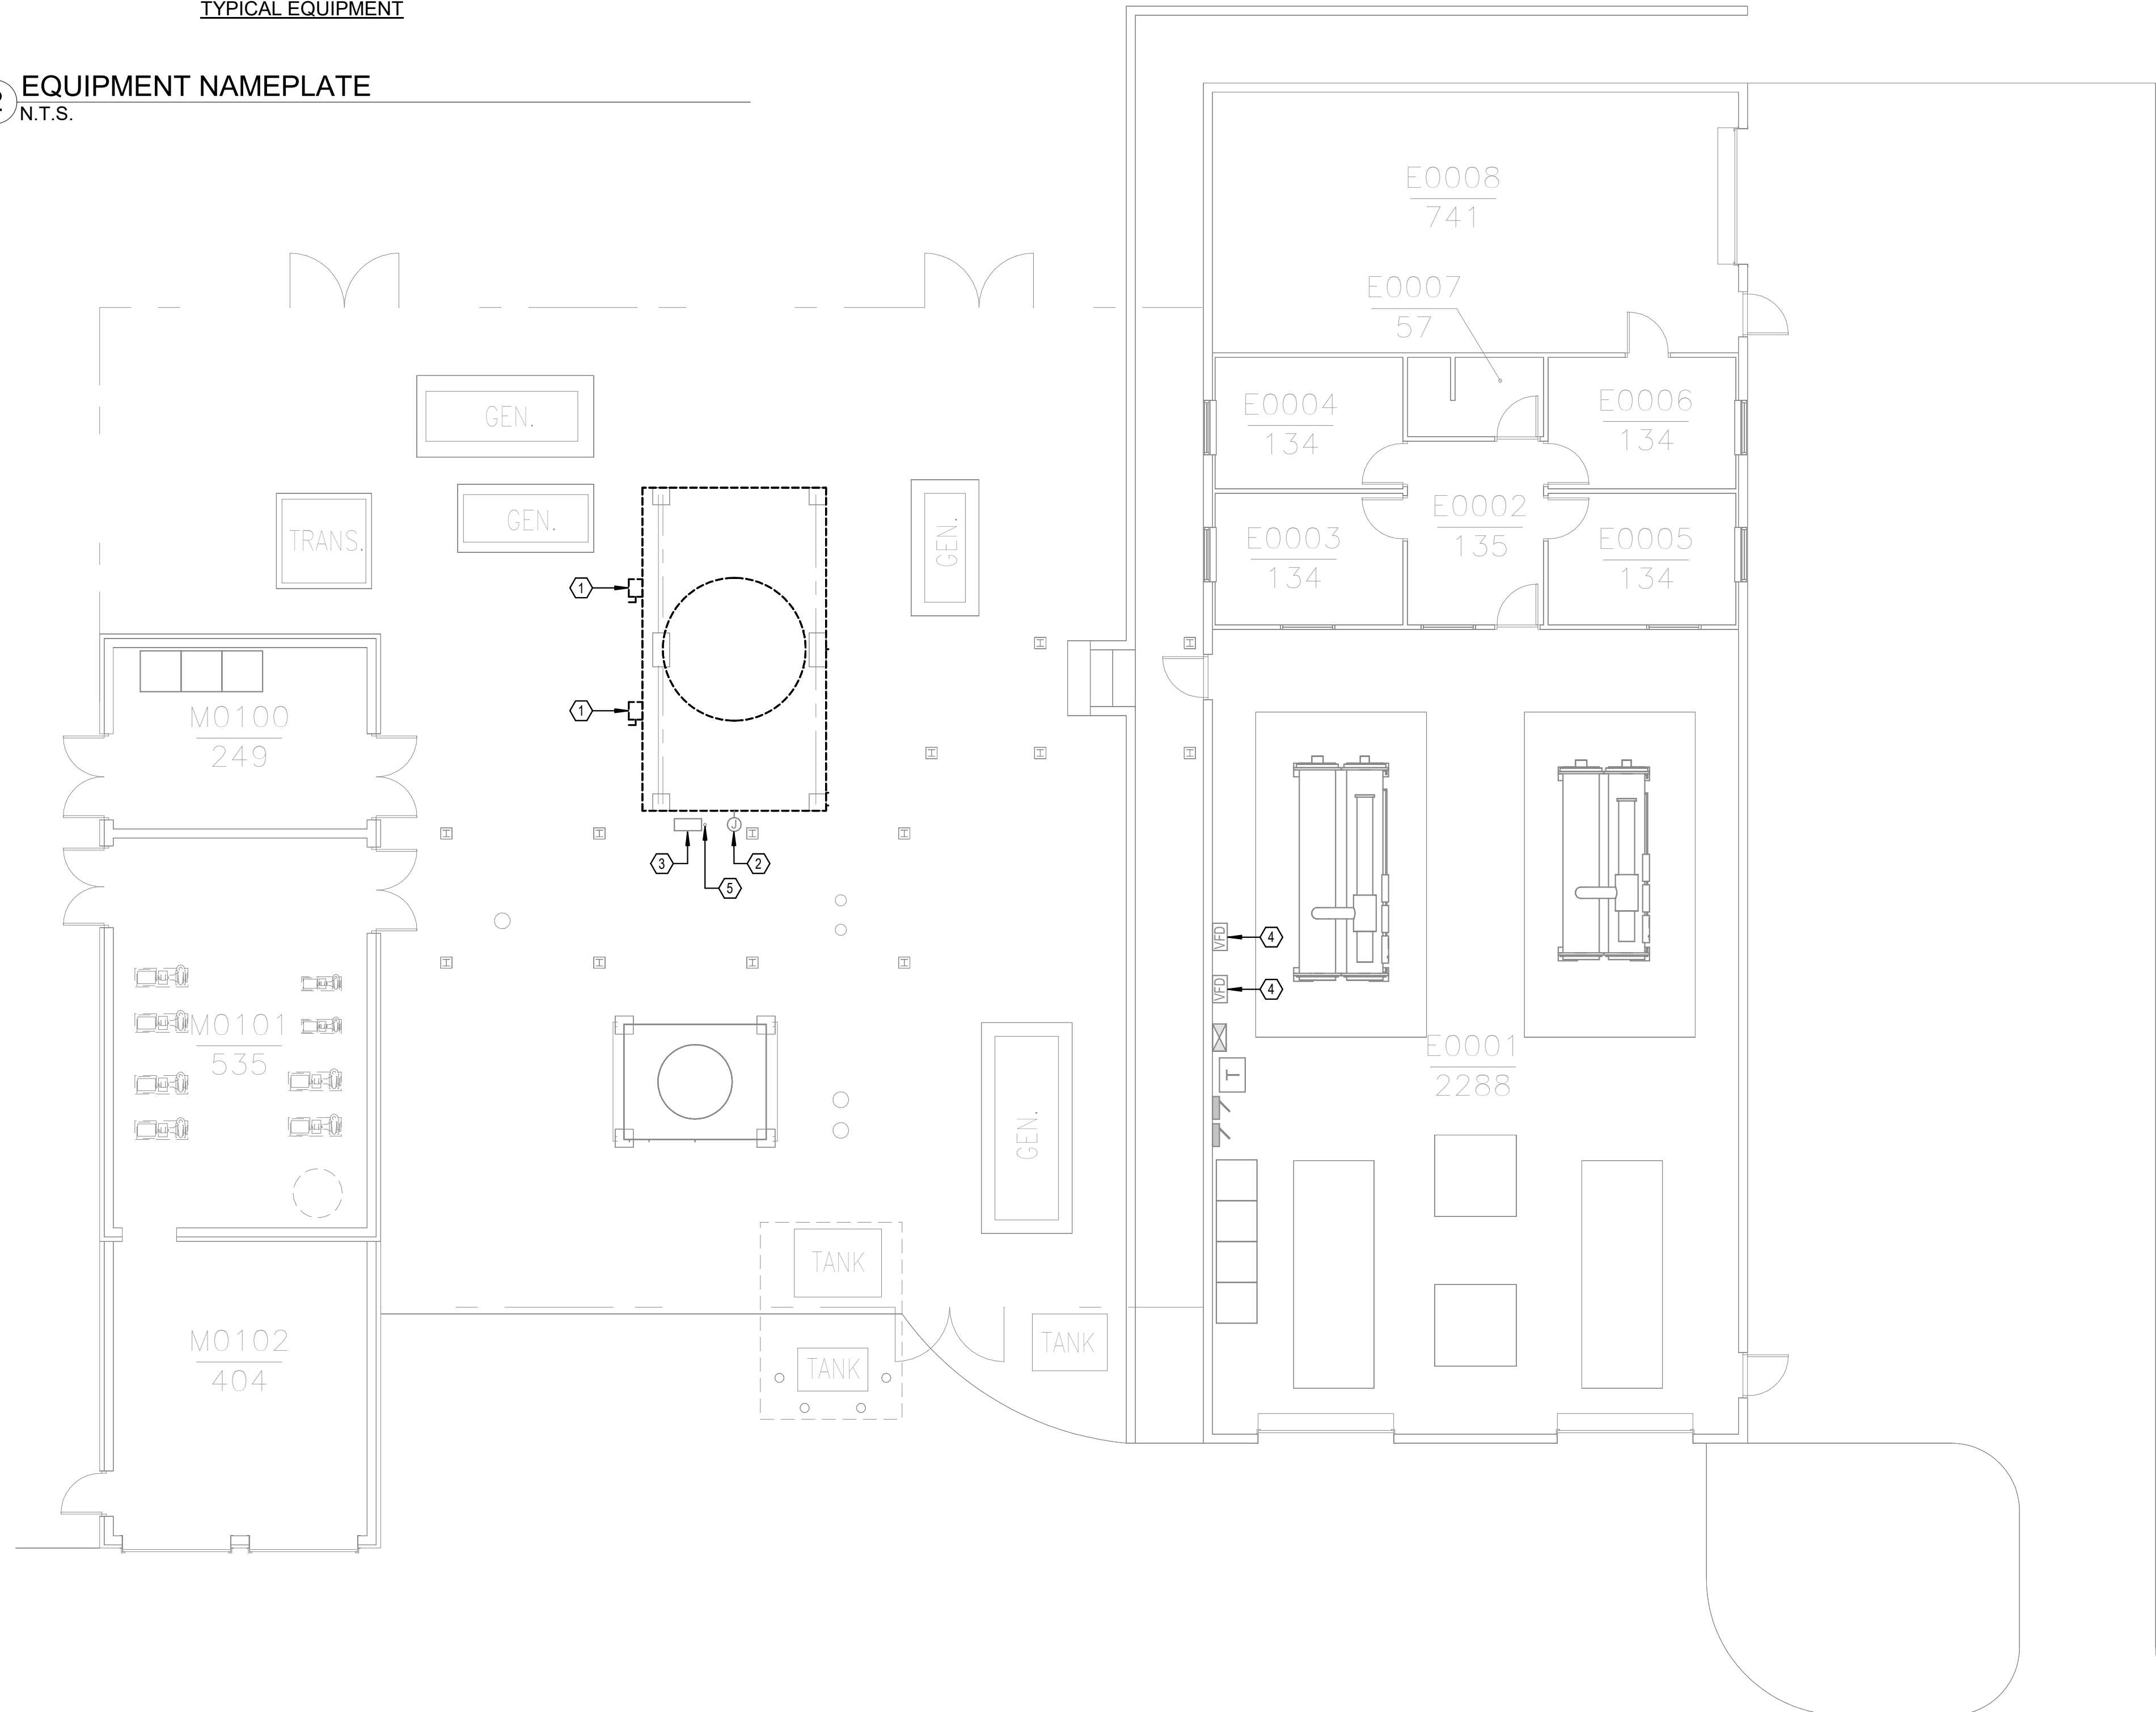 TYPICAL EQUIPMENT
2
EQUIPMENT NAMEPLATE
N.T.S.
E0008
741
E0007
57
E0004
134
E0006
134
GEN.
GEN.
TRANS.
GEN.
E0002
135
E0003
134
E0005
134
1
1
M0100
249
J
3
2
5
VFD
4
VFD
4
M0101
535
E0001
2288
T
GEN.
TANK
TANK
TANK
M0102
404